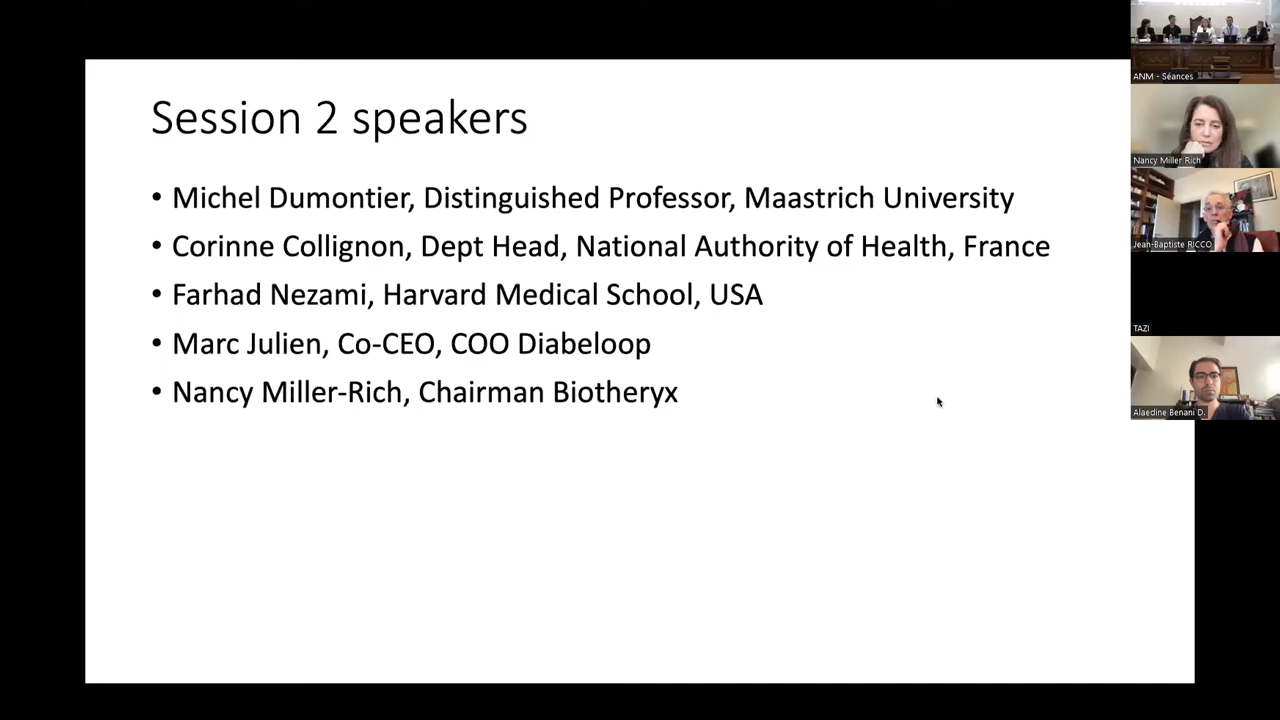 Session 2 speakers
• Michel Dumontier, Distinguished Professor, Maastrich University
• Corinne Collignon, Dept Head, National Authority of Health, France
• Farhad Nezami, Harvard Medical School, USA
• Marc Julien, Co-CEO, COO Diabeloop
• Nancy Miller-Rich, Chairman Biotheryx
ANM - Séances
Nancy Miller Rich
Jean-Baptiste RICCO
TAZI
Alaedine Benani D.